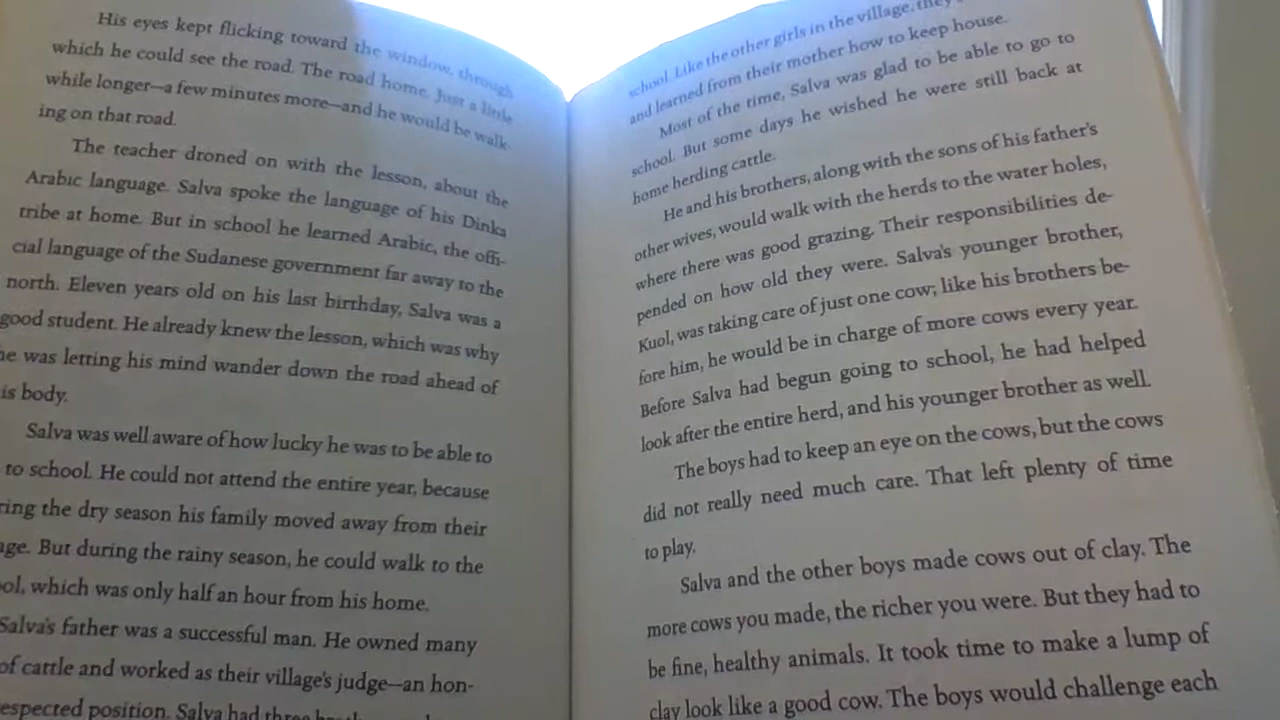 His eyes kept flicking toward the window, through
which he could see the road. The road home. Just a little
while longer—a few minutes more—and he would be walk-
ing on that road.
The teacher droned on with the lesson, about the
Arabic language. Salva spoke the language of his Dinka
tribe at home. But in school he learned Arabic, the offi-
cial language of the Sudanese government far away to the
north. Eleven years old on his last birthday, Salva was a
good student. He already knew the lesson, which was why
he was letting his mind wander down the road ahead of
is body.
Salva was well aware of how lucky he was to be able to
to school. He could not attend the entire year, because
ring the dry season his family moved away from their
age. But during the rainy season, he could walk to the
ol, which was only half an hour from his home.
Salva's father was a successful man. He owned many
of cattle and worked as their village's judge—an hon-
espected position. Salva had three
school. Like the other girls in the village, they
and learned from their mother how to keep house.
Most of the time, Salva was glad to be able to go to
school. But some days he wished he were still back at
home herding cattle.
He and his brothers, along with the sons of his father's
other wives, would walk with the herds to the water holes,
where there was good grazing. Their responsibilities de-
pended on how old they were. Salva's younger brother,
Kuol, was taking care of just one cow; like his brothers be-
fore him, he would be in charge of more cows every year.
Before Salva had begun going to school, he had helped
look after the entire herd, and his younger brother as well.
The boys had to keep an eye on the cows, but the cows
did not really need much care. That left plenty of time
to play.
Salva and the other boys made cows out of clay. The
more cows you made, the richer you were. But they had to
be fine, healthy animals. It took time to make a lump of
clay look like a good cow. The boys would challenge each